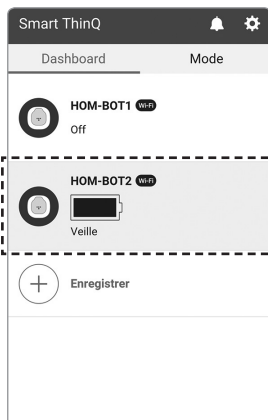 Smart ThinQ
Dashboard Mode
HOM-BOT1 Wi-Fi
Off
HOM-BOT2 Wi-Fi
Veille
Enregistrer